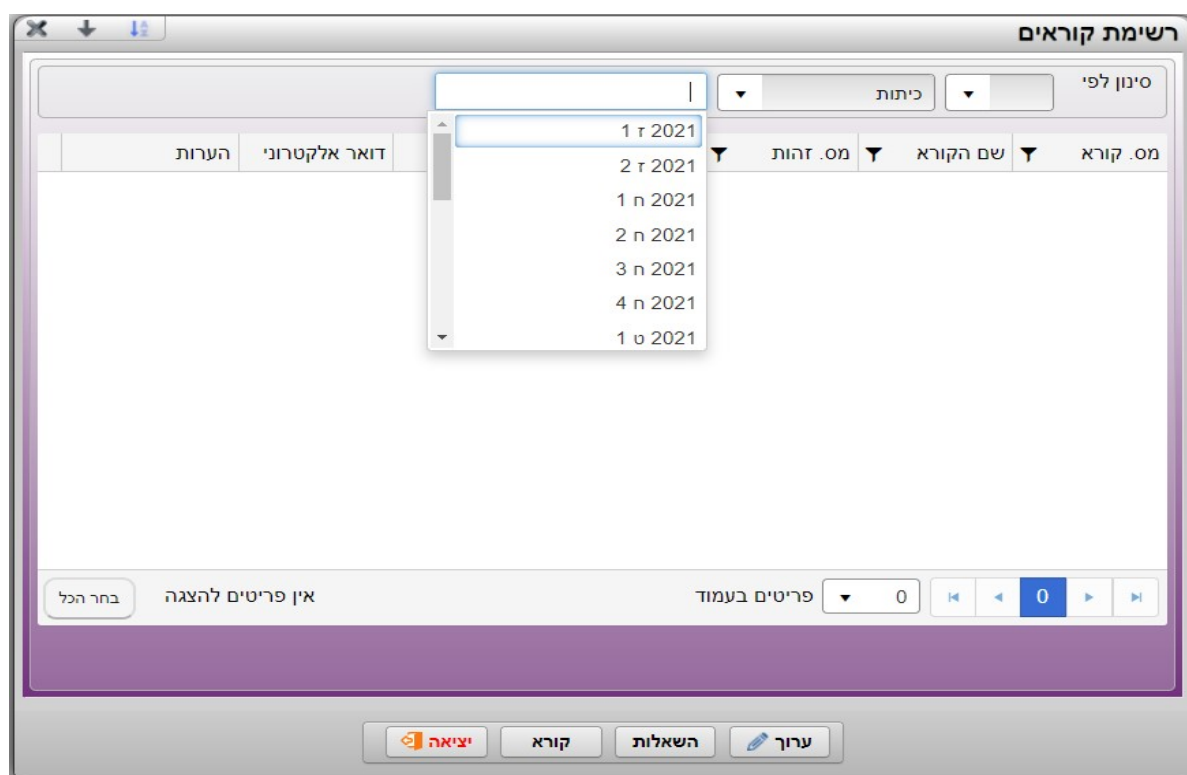 רשימת קוראים
סינון לפי כיתות
מס. קורא שם הקורא מס. זהות דואר אלקטרוני הערות
2021 ז 1
2021 ז 2
2021 ח 1
2021 ח 2
2021 ח 3
2021 ח 4
2021 ט 1
0 0 פריטים בעמוד אין פריטים להצגה בחר הכל
ערוך השאלות קורא יציאה